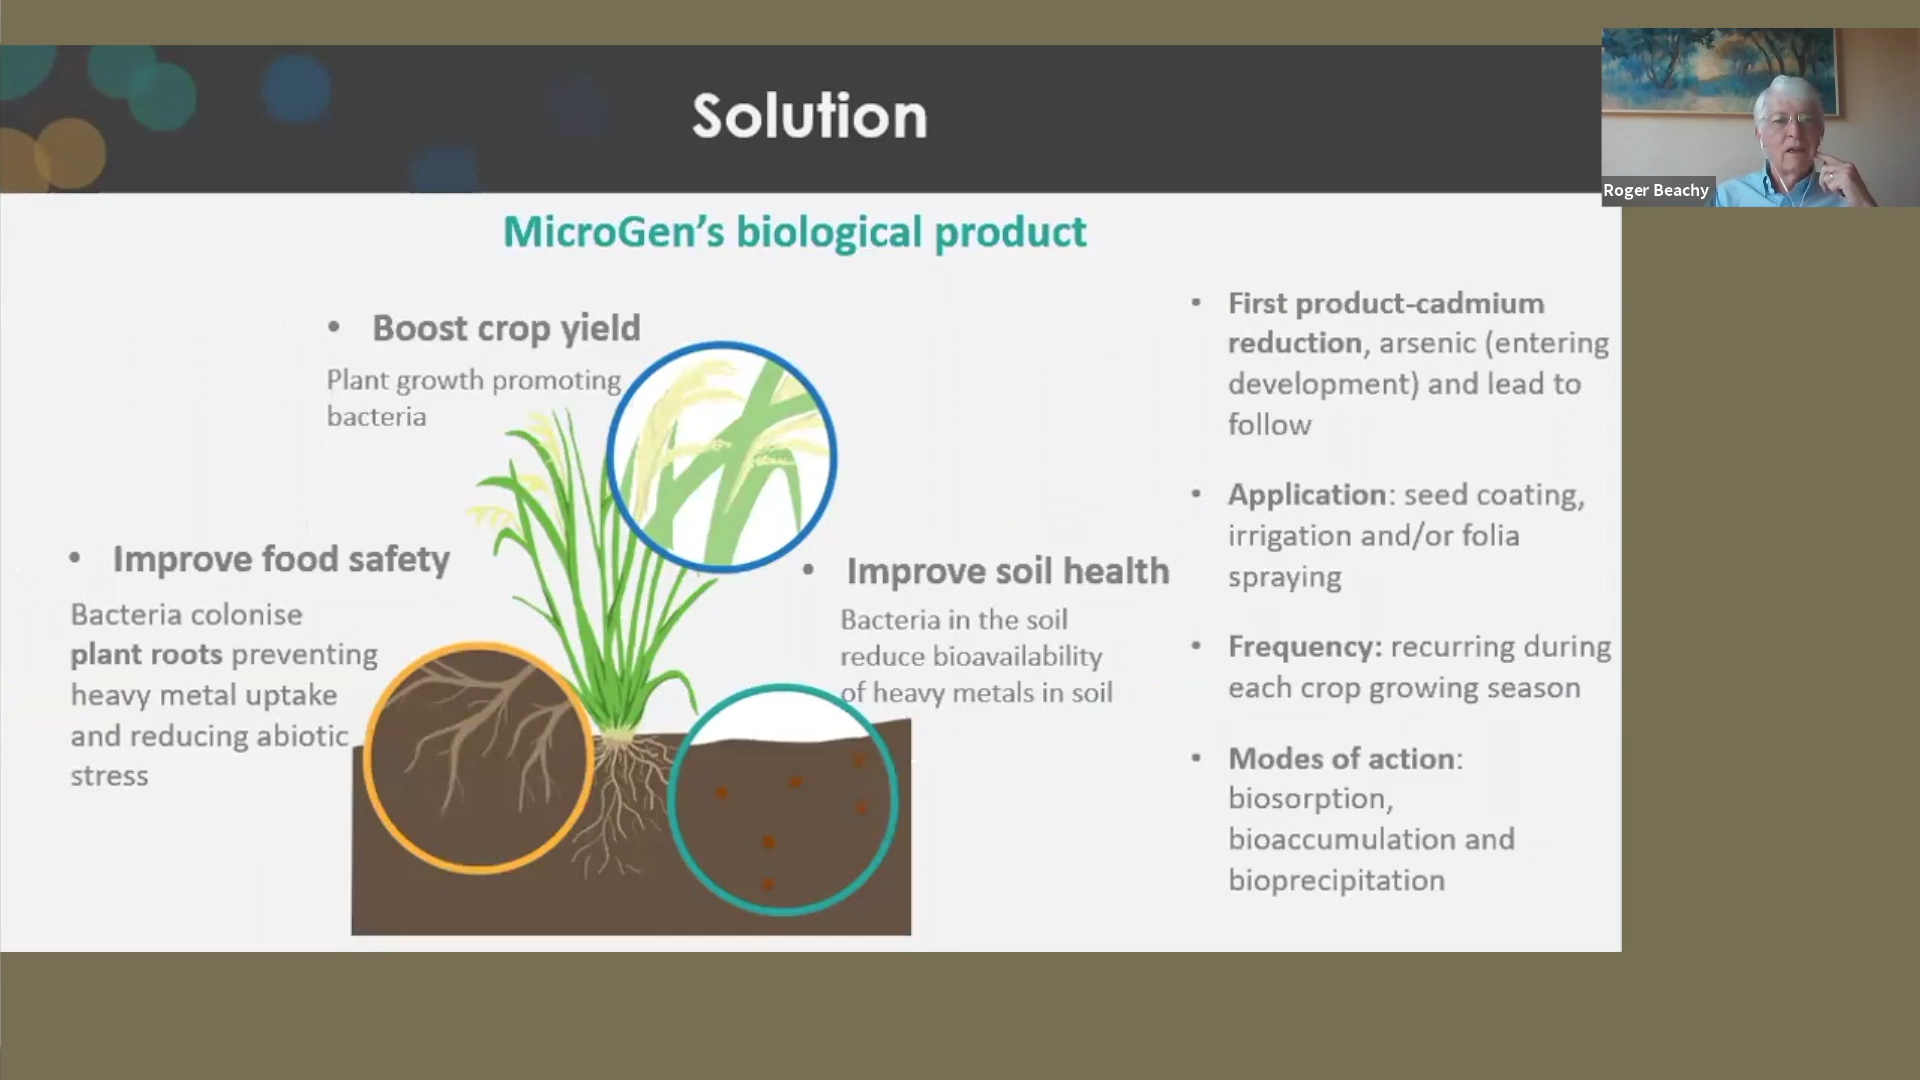 Solution
Roger Beachy
MicroGen's biological product
• Boost crop yield
Plant growth promoting
bacteria
• Improve food safety
Bacteria colonise
plant roots preventing
heavy metal uptake
and reducing abiotic
stress
• Improve soil health
Bacteria in the soil
reduce bioavailability
of heavy metals in soil
• First product-cadmium
reduction, arsenic (entering
development) and lead to
follow
• Application: seed coating,
irrigation and/or folia
spraying
• Frequency: recurring during
each crop growing season
• Modes of action:
biosorption,
bioaccumulation and
bioprecipitation